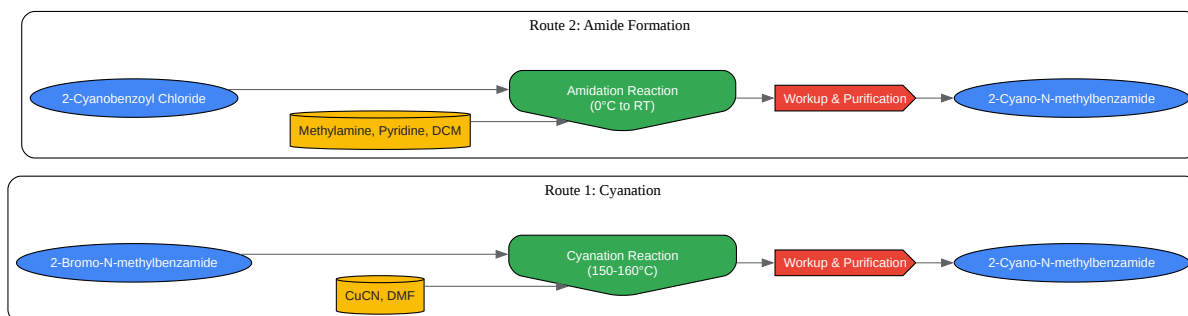 Route 2: Amide Formation
2-Cyanobenzoyl Chloride
Methylamine, Pyridine, DCM
Amidation Reaction
(0°C to RT)
Workup & Purification
2-Cyano-N-methylbenzamide
Route 1: Cyanation
2-Bromo-N-methylbenzamide
CuCN, DMF
Cyanation Reaction
(150-160°C)
Workup & Purification
2-Cyano-N-methylbenzamide